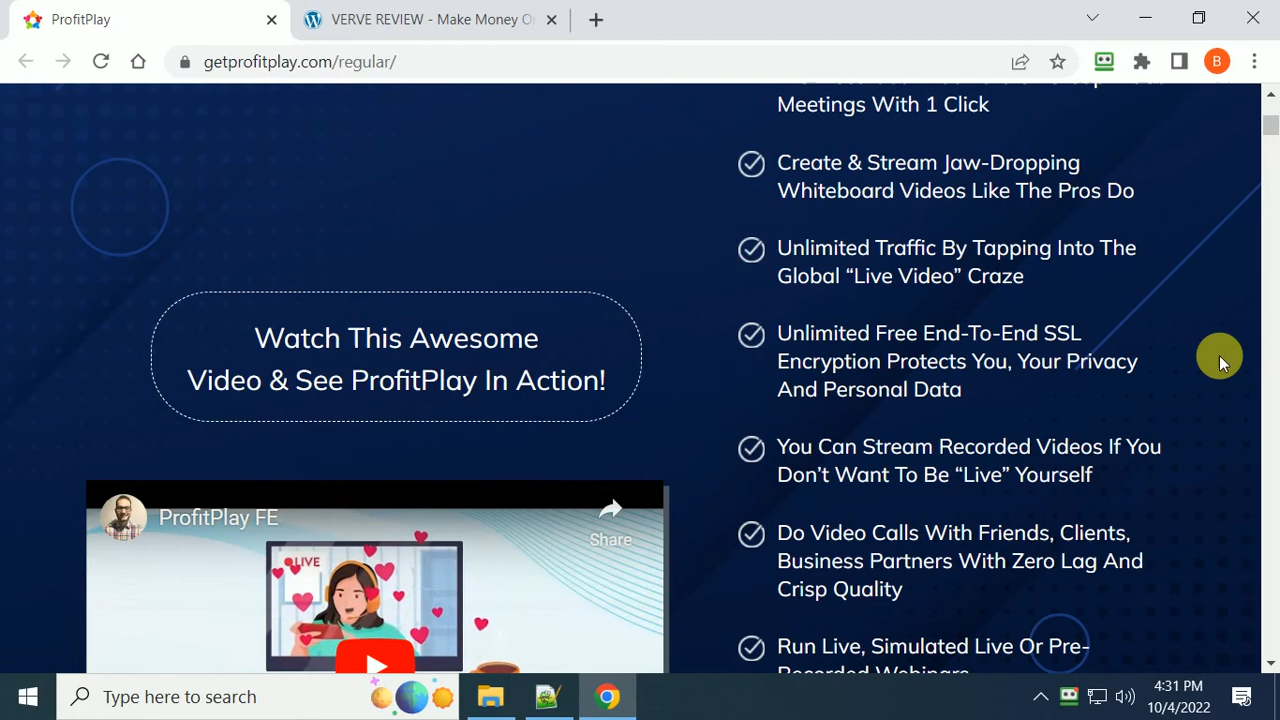 ProfitPlay
VERVE REVIEW - Make Money O
getprofitplay.com/regular/
B
Meetings With 1 Click
Create & Stream Jaw-Dropping
Whiteboard Videos Like The Pros Do
Unlimited Traffic By Tapping Into The
Global “Live Video” Craze
Unlimited Free End-To-End SSL
Encryption Protects You, Your Privacy
And Personal Data
You Can Stream Recorded Videos If You
Don’t Want To Be “Live” Yourself
Do Video Calls With Friends, Clients,
Business Partners With Zero Lag And
Crisp Quality
Run Live, Simulated Live Or Pre-
Recorded Webinars
Watch This Awesome
Video & See ProfitPlay In Action!
ProfitPlay FE
Share
LIVE
Type here to search
4:31 PM
10/4/2022